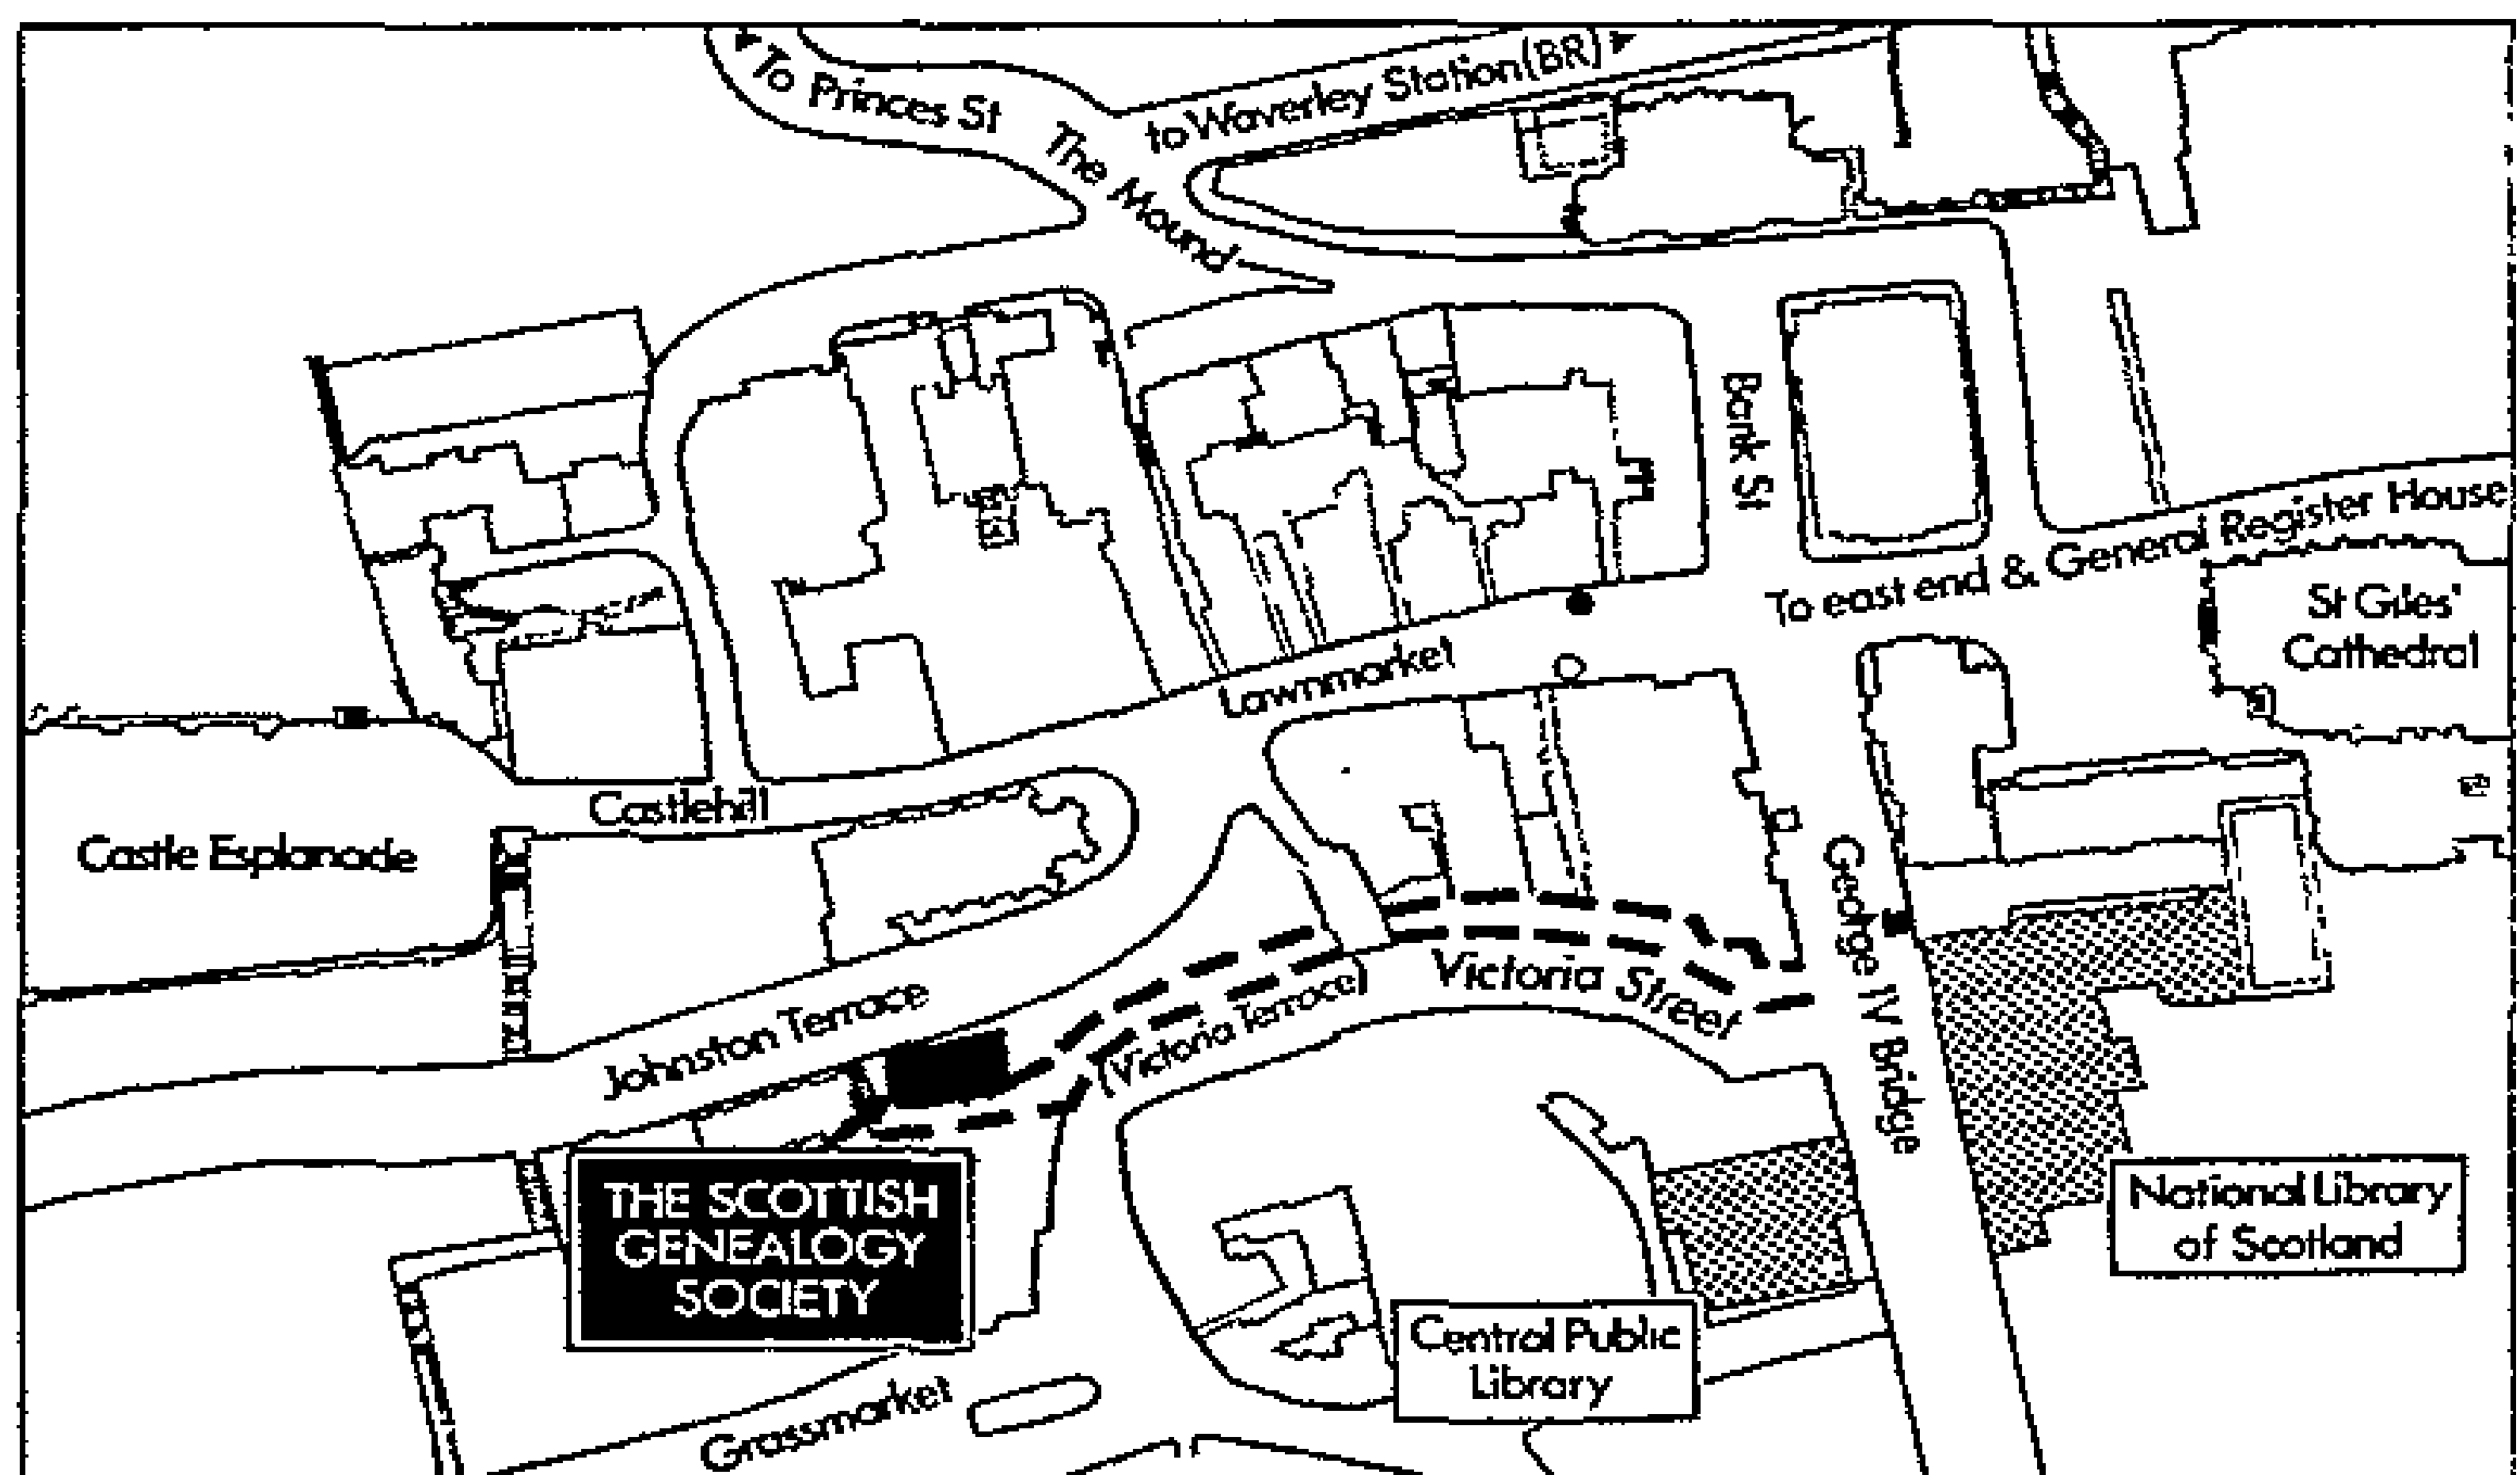 To Princes St
to Waverley Station (BR)
The Mound
Bank St
To east end & General Register House
St Giles'
Cathedral
Lawnmarket
Castlehill
Castle Esplanade
George IV Bridge
Victoria Street
(Victoria Terrace)
Johnston Terrace
THE SCOTTISH
GENEALOGY
SOCIETY
National Library
of Scotland
Central Public
Library
Grassmarket